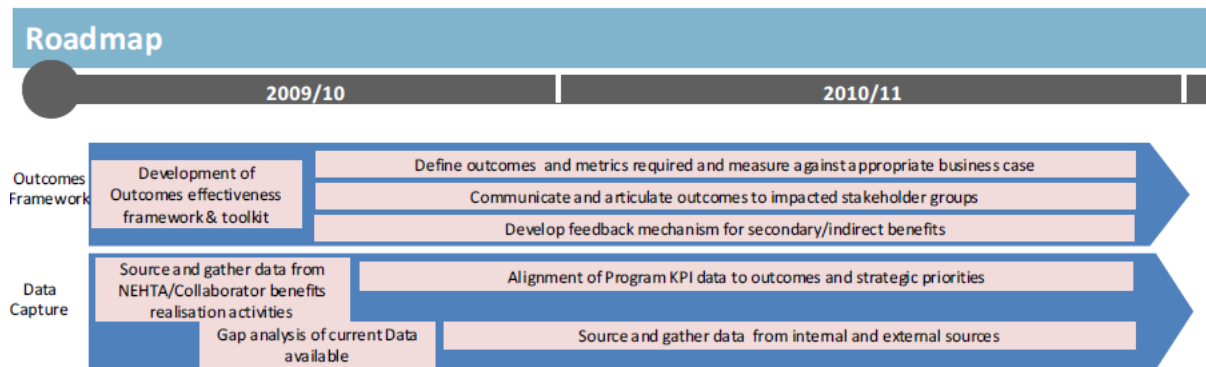 Roadmap
2009/10
2010/11
Outcomes
Framework
Development of
Outcomes effectiveness
framework & toolkit
Define outcomes and metrics required and measure against appropriate business case
Communicate and articulate outcomes to impacted stakeholder groups
Develop feedback mechanism for secondary/indirect benefits
Data
Capture
Source and gather data from
NEHTA/Collaborator benefits
realisation activities
Alignment of Program KPI data to outcomes and strategic priorities
Gap analysis of current Data
available
Source and gather data from internal and external sources